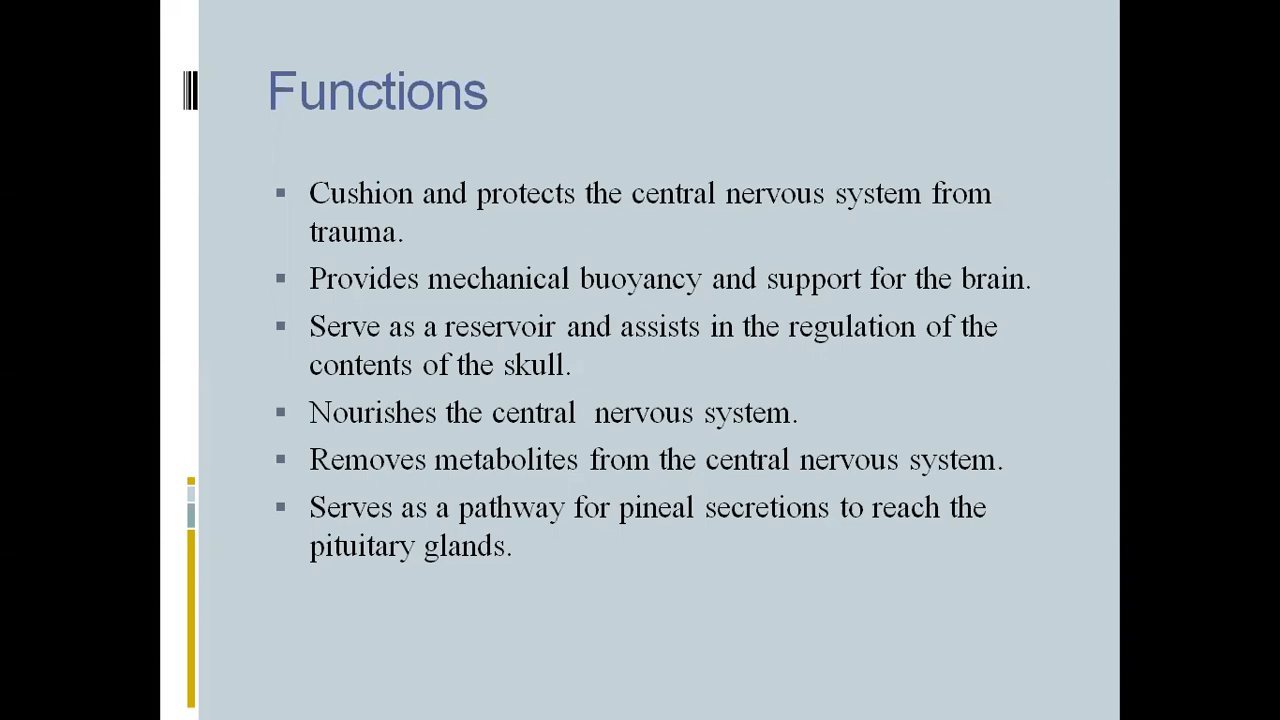 Functions
▪ Cushion and protects the central nervous system from
trauma.
▪ Provides mechanical buoyancy and support for the brain.
▪ Serve as a reservoir and assists in the regulation of the
contents of the skull.
▪ Nourishes the central  nervous system.
▪ Removes metabolites from the central nervous system.
▪ Serves as a pathway for pineal secretions to reach the
pituitary glands.